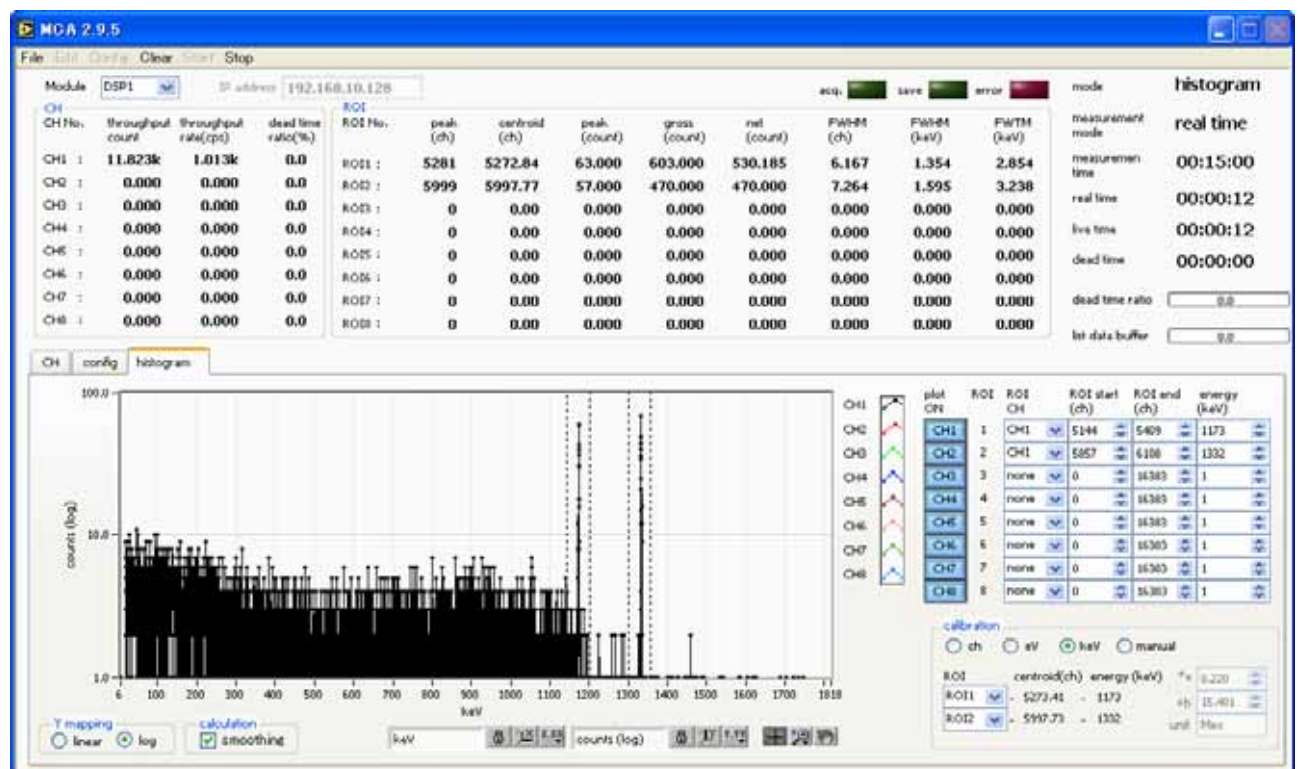 MCA 2.9.5
File Edit Config Clear Start Stop
Module DSP1 IP address 192.168.10.128 acq. save error
mode histogram
measurement mode real time
measuremen time 00:15:00
real time 00:00:12
live time 00:00:12
dead time 00:00:00
dead time ratio 0.0
list data buffer 0.0
CH
CH No. throughput count throughput rate(cps) dead time ratio(%)
CH1 : 11.823k 1.013k 0.0
CH2 : 0.000 0.000 0.0
CH3 : 0.000 0.000 0.0
CH4 : 0.000 0.000 0.0
CH5 : 0.000 0.000 0.0
CH6 : 0.000 0.000 0.0
CH7 : 0.000 0.000 0.0
CH8 : 0.000 0.000 0.0
ROI
ROI No. peak (ch) centroid (ch) peak (count) gross (count) net (count) FWHM (ch) FWHM (keV) FWTM (keV)
ROI1 : 5281 5272.84 63.000 603.000 530.185 6.167 1.354 2.854
ROI2 : 5999 5997.77 57.000 470.000 470.000 7.264 1.595 3.238
ROI3 : 0 0.00 0.000 0.000 0.000 0.000 0.000 0.000
ROI4 : 0 0.00 0.000 0.000 0.000 0.000 0.000 0.000
ROI5 : 0 0.00 0.000 0.000 0.000 0.000 0.000 0.000
ROI6 : 0 0.00 0.000 0.000 0.000 0.000 0.000 0.000
ROI7 : 0 0.00 0.000 0.000 0.000 0.000 0.000 0.000
ROI8 : 0 0.00 0.000 0.000 0.000 0.000 0.000 0.000
CH config histogram
100.0
10.0
1.0
counts (log)
6 100 200 300 400 500 600 700 800 900 1000 1100 1200 1300 1400 1500 1600 1700 1818
keV
CH1
CH2
CH3
CH4
CH5
CH6
CH7
CH8
plot ON ROI ROI CH ROI start (ch) ROI end (ch) energy (keV)
CH1 1 CH1 5144 5409 1173
CH2 2 CH1 5857 6108 1332
CH3 3 none 0 16383 1
CH4 4 none 0 16383 1
CH5 5 none 0 16383 1
CH6 6 none 0 16383 1
CH7 7 none 0 16383 1
CH8 8 none 0 16383 1
calibration
ch eV keV manual
ROI centroid(ch) energy (keV)
ROI1 - 5273.41 - 1173
ROI2 - 5997.73 - 1332
0.220
15.401
unit
Y mapping
linear log
calculation
smoothing
keV
counts (log)